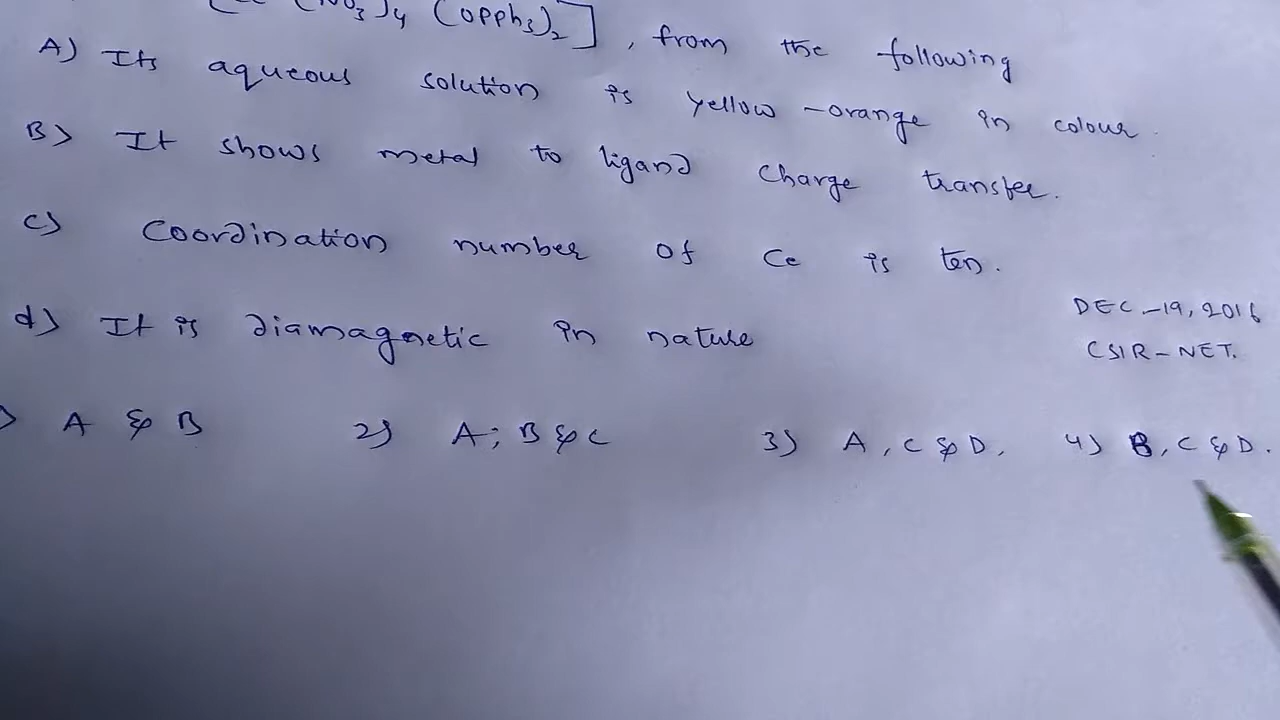 (NO3)4 (OPPh3)2], from the following
A) Its aqueous solution is yellow-orange in colour.
B) It shows metal to ligand charge transfer.
C) Coordination number of Ce is ten.
d) It is diamagnetic in nature
DEC-19, 2016
CSIR-NET.
) A & B 2) A; B & C 3) A, C & D, 4) B, C & D.